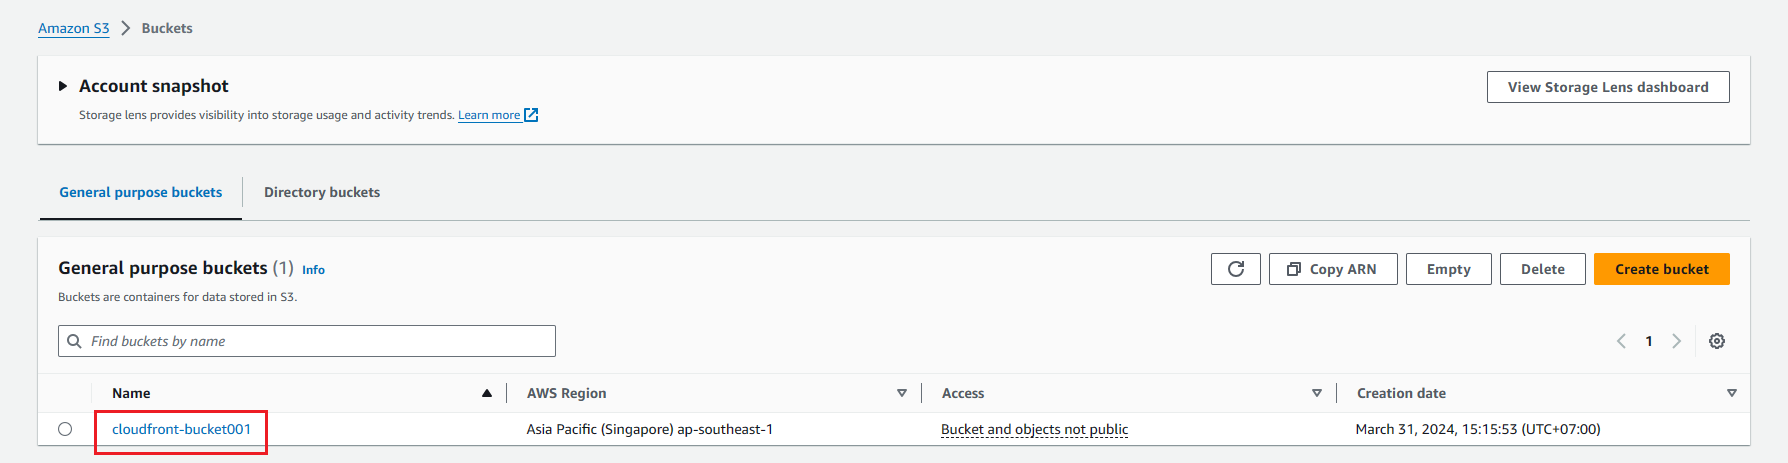 Amazon S3 > Buckets
Account snapshot
View Storage Lens dashboard
Storage lens provides visibility into storage usage and activity trends. Learn more
General purpose buckets
Directory buckets
General purpose buckets (1) Info
Copy ARN
Empty
Delete
Create bucket
Buckets are containers for data stored in S3.
Find buckets by name
1
Name
AWS Region
Access
Creation date
cloudfront-bucket001
Asia Pacific (Singapore) ap-southeast-1
Bucket and objects not public
March 31, 2024, 15:15:53 (UTC+07:00)